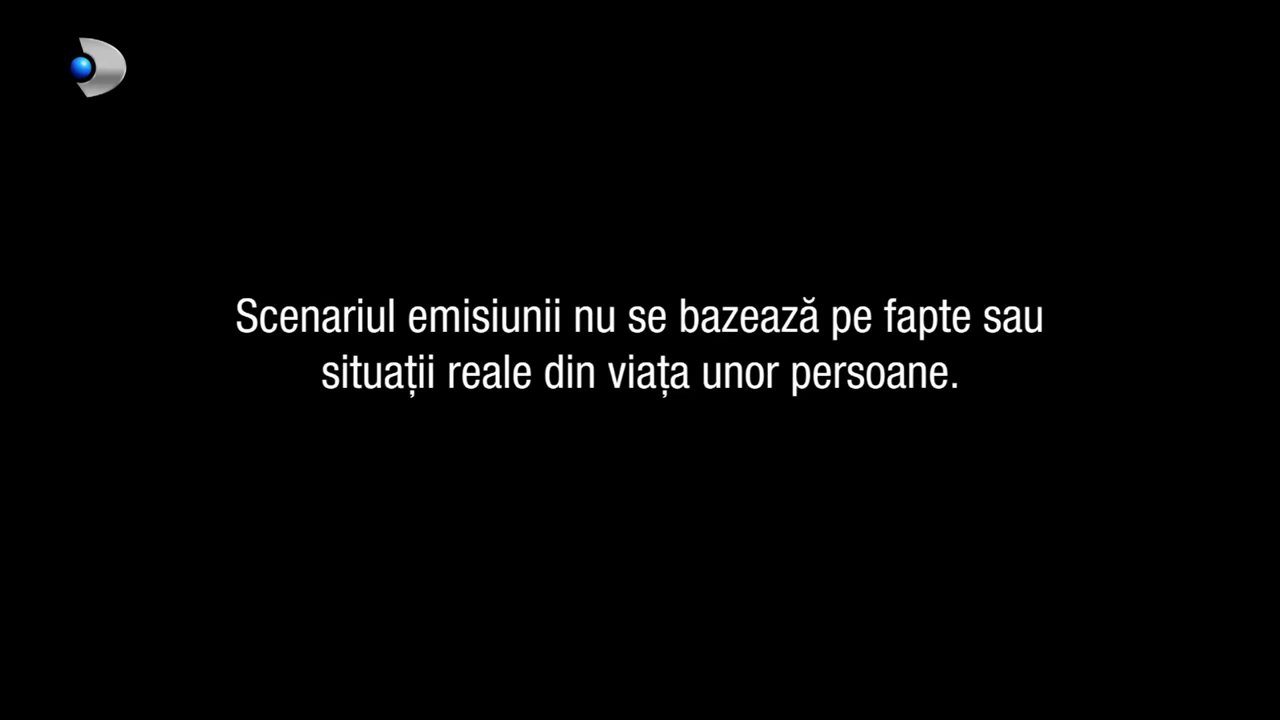 Scenariul emisiunii nu se bazează pe fapte sau
situații reale din viața unor persoane.